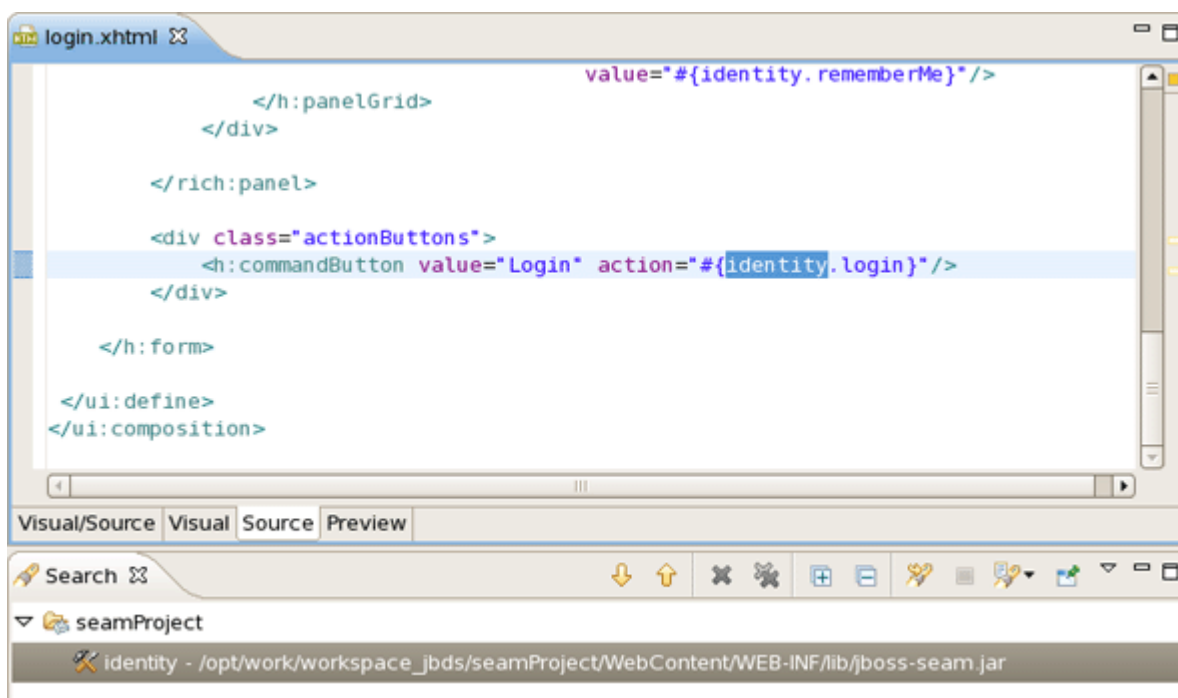 login.xhtml
value="#{identity.rememberMe}"/>
</h:panelGrid>
</div>
</rich:panel>
<div class="actionButtons">
<h:commandButton value="Login" action="#{identity.login}"/>
</div>
</h:form>
</ui:define>
</ui:composition>
Visual/Source Visual Source Preview
Search
seamProject
identity - /opt/work/workspace_jbds/seamProject/WebContent/WEB-INF/lib/jboss-seam.jar